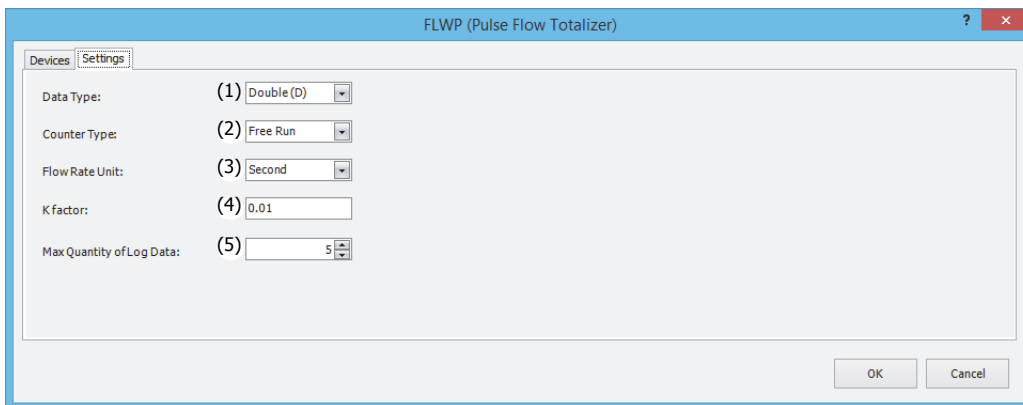 FLWP (Pulse Flow Totalizer) ? ×
Devices Settings
Data Type: (1) Double(D)
Counter Type: (2) Free Run
Flow Rate Unit: (3) Second
K factor: (4) 0.01
Max Quantity of Log Data: (5) 5
OK Cancel